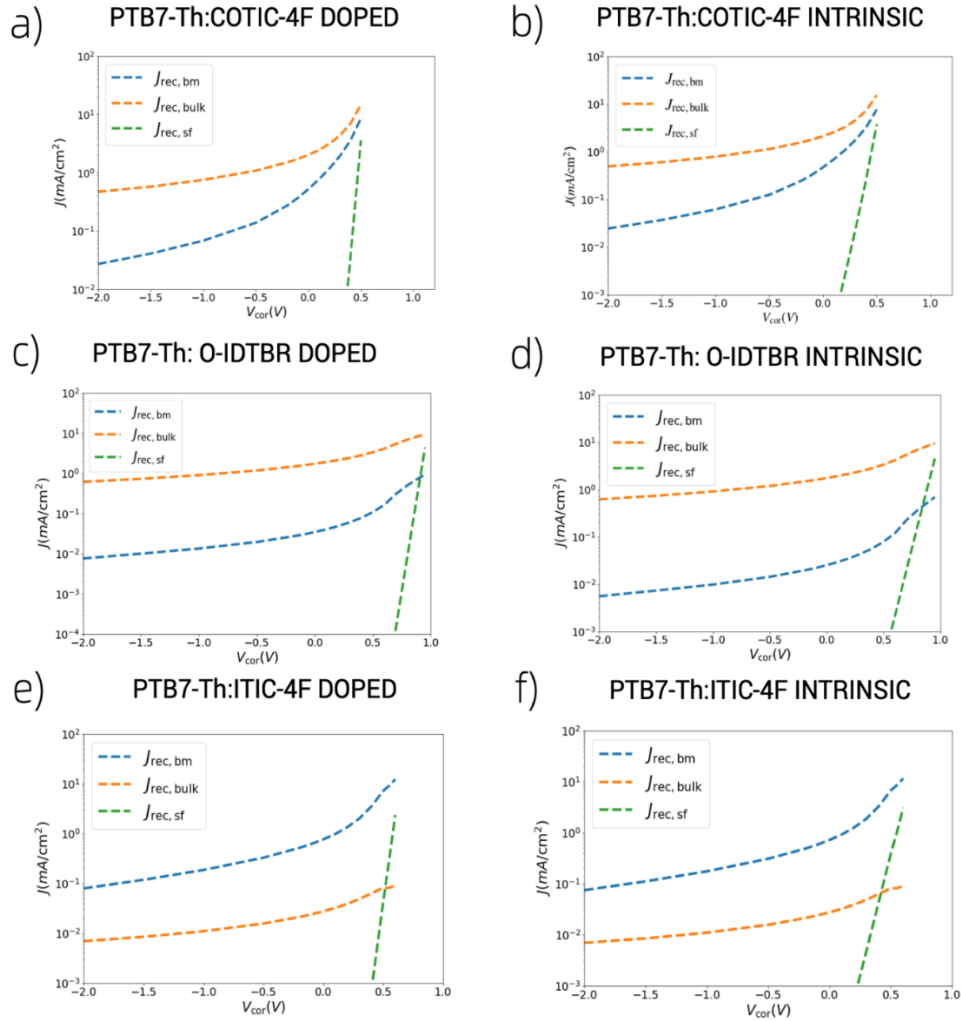 a)
PTB7-Th:COTIC-4F DOPED
J_rec, bm
J_rec, bulk
J_rec, sf
J(mA/cm²)
10²
10¹
10⁰
10⁻¹
10⁻²
−2.0 −1.5 −1.0 −0.5 0.0 0.5 1.0
V_cor(V)
b)
PTB7-Th:COTIC-4F INTRINSIC
J_rec, bm
J_rec, bulk
J_rec, sf
J(mA/cm²)
10²
10¹
10⁰
10⁻¹
10⁻²
10⁻³
−2.0 −1.5 −1.0 −0.5 0.0 0.5 1.0
V_cor(V)
c)
PTB7-Th: O-IDTBR DOPED
J_rec, bm
J_rec, bulk
J_rec, sf
J(mA/cm²)
10²
10¹
10⁰
10⁻¹
10⁻²
10⁻³
10⁻⁴
−2.0 −1.5 −1.0 −0.5 0.0 0.5 1.0
V_cor(V)
d)
PTB7-Th: O-IDTBR INTRINSIC
J_rec, bm
J_rec, bulk
J_rec, sf
J(mA/cm²)
10²
10¹
10⁰
10⁻¹
10⁻²
10⁻³
−2.0 −1.5 −1.0 −0.5 0.0 0.5 1.0
V_cor(V)
e)
PTB7-Th:ITIC-4F DOPED
J_rec, bm
J_rec, bulk
J_rec, sf
J(mA/cm²)
10²
10¹
10⁰
10⁻¹
10⁻²
10⁻³
−2.0 −1.5 −1.0 −0.5 0.0 0.5 1.0
V_cor(V)
f)
PTB7-Th:ITIC-4F INTRINSIC
J_rec, bm
J_rec, bulk
J_rec, sf
J(mA/cm²)
10²
10¹
10⁰
10⁻¹
10⁻²
10⁻³
−2.0 −1.5 −1.0 −0.5 0.0 0.5 1.0
V_cor(V)